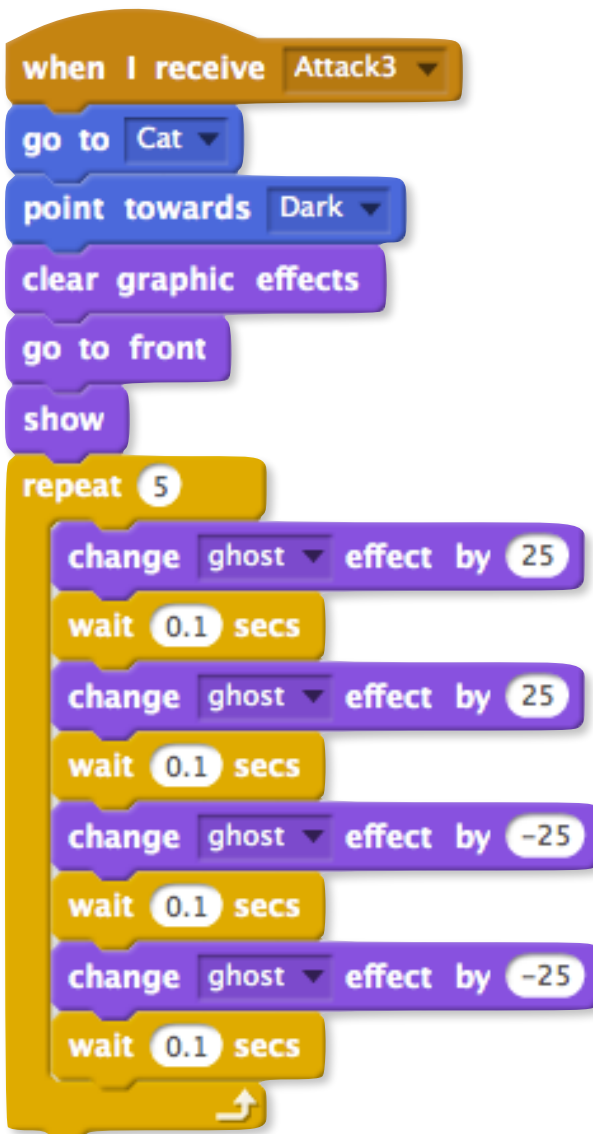 when I receive Attack3
go to Cat
point towards Dark
clear graphic effects
go to front
show
repeat 5
change ghost effect by 25
wait 0.1 secs
change ghost effect by 25
wait 0.1 secs
change ghost effect by -25
wait 0.1 secs
change ghost effect by -25
wait 0.1 secs